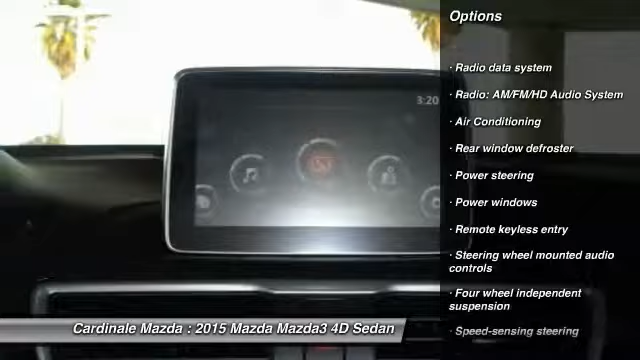 Options
· Radio data system
· Radio: AM/FM/HD Audio System
· Air Conditioning
· Rear window defroster
· Power steering
· Power windows
· Remote keyless entry
· Steering wheel mounted audio
controls
· Four wheel independent
suspension
· Speed-sensing steering
3:20
Cardinale Mazda : 2015 Mazda Mazda3 4D Sedan